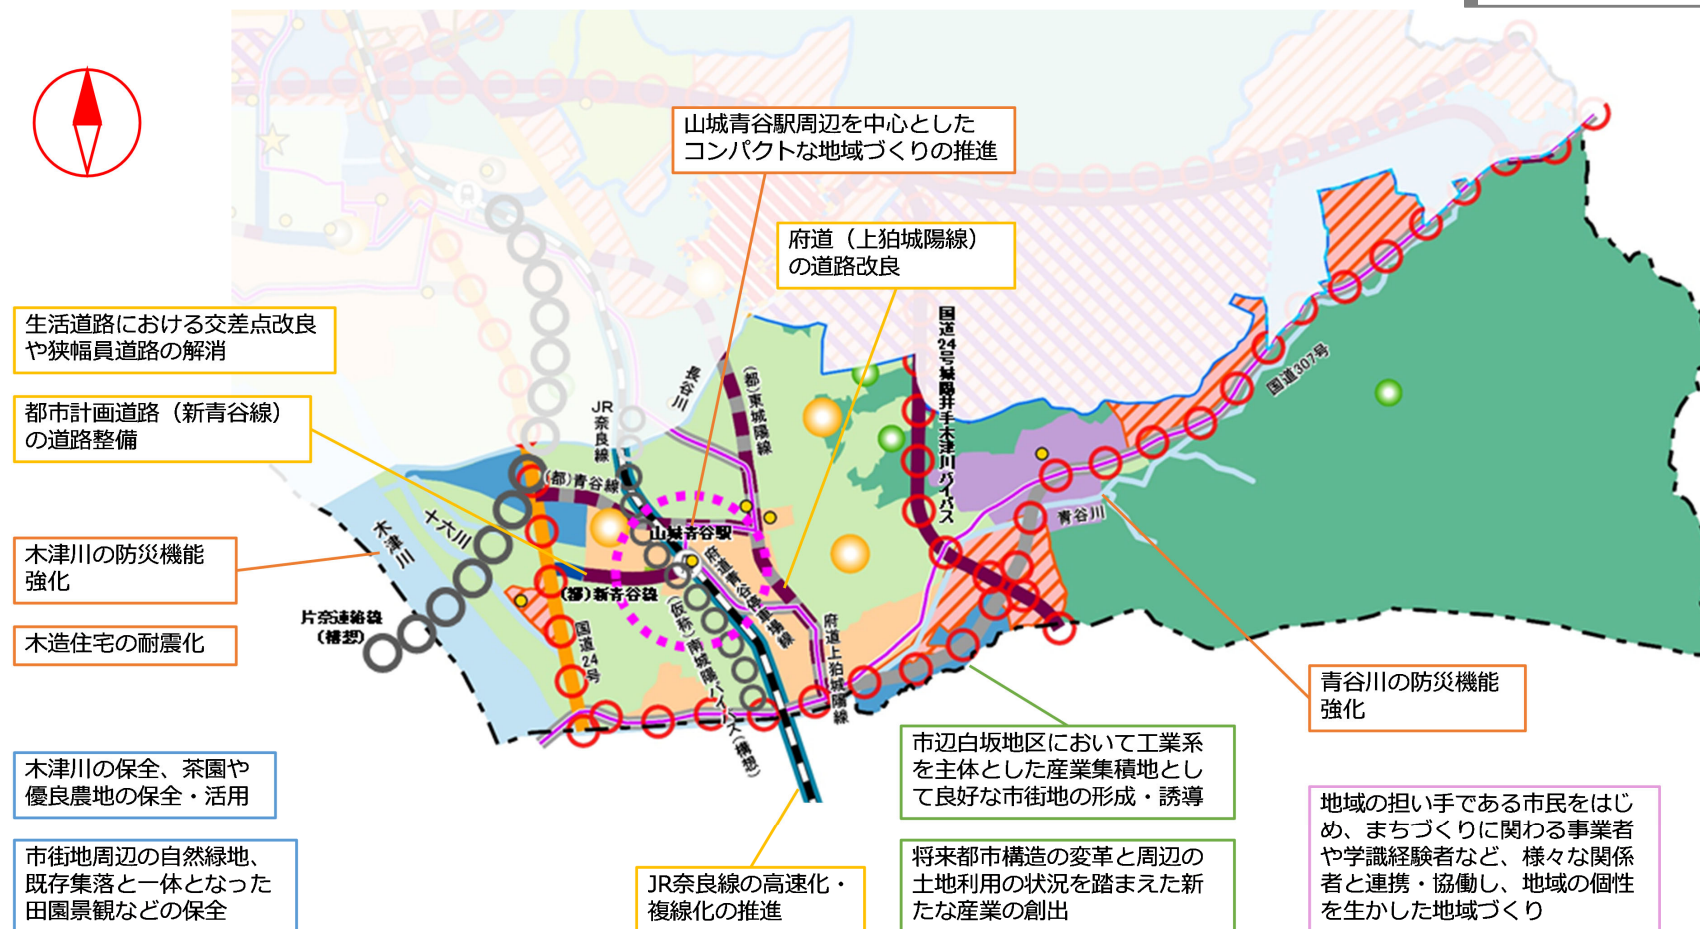 山城青谷駅周辺を中心とした
コンパクトな地域づくりの推進
府道（上狛城陽線）
の道路改良
生活道路における交差点改良
や狭幅員道路の解消
都市計画道路（新青谷線）
の道路整備
木津川の防災機能
強化
木造住宅の耐震化
木津川の保全、茶園や
優良農地の保全・活用
市街地周辺の自然緑地、
既存集落と一体となった
田園景観などの保全
JR奈良線の高速化・
複線化の推進
市辺白坂地区において工業系
を主体とした産業集積地とし
て良好な市街地の形成・誘導
将来都市構造の変革と周辺の
土地利用の状況を踏まえた新
たな産業の創出
青谷川の防災機能
強化
地域の担い手である市民をはじ
め、まちづくりに関わる事業者
や学識経験者など、様々な関係
者と連携・協働し、地域の個性
を生かした地域づくり
国道24号城陽井手木津川バイパス
国道307号
長谷川
(都)東城陽線
JR奈良線
(都)青谷線
山城青谷駅
青谷川
十六川
木津川
(都)新青谷線
府道青谷停車場線
片奈連絡線
(構想)
国道24号
(仮称)南城陽バイパス(構想)
府道上狛城陽線